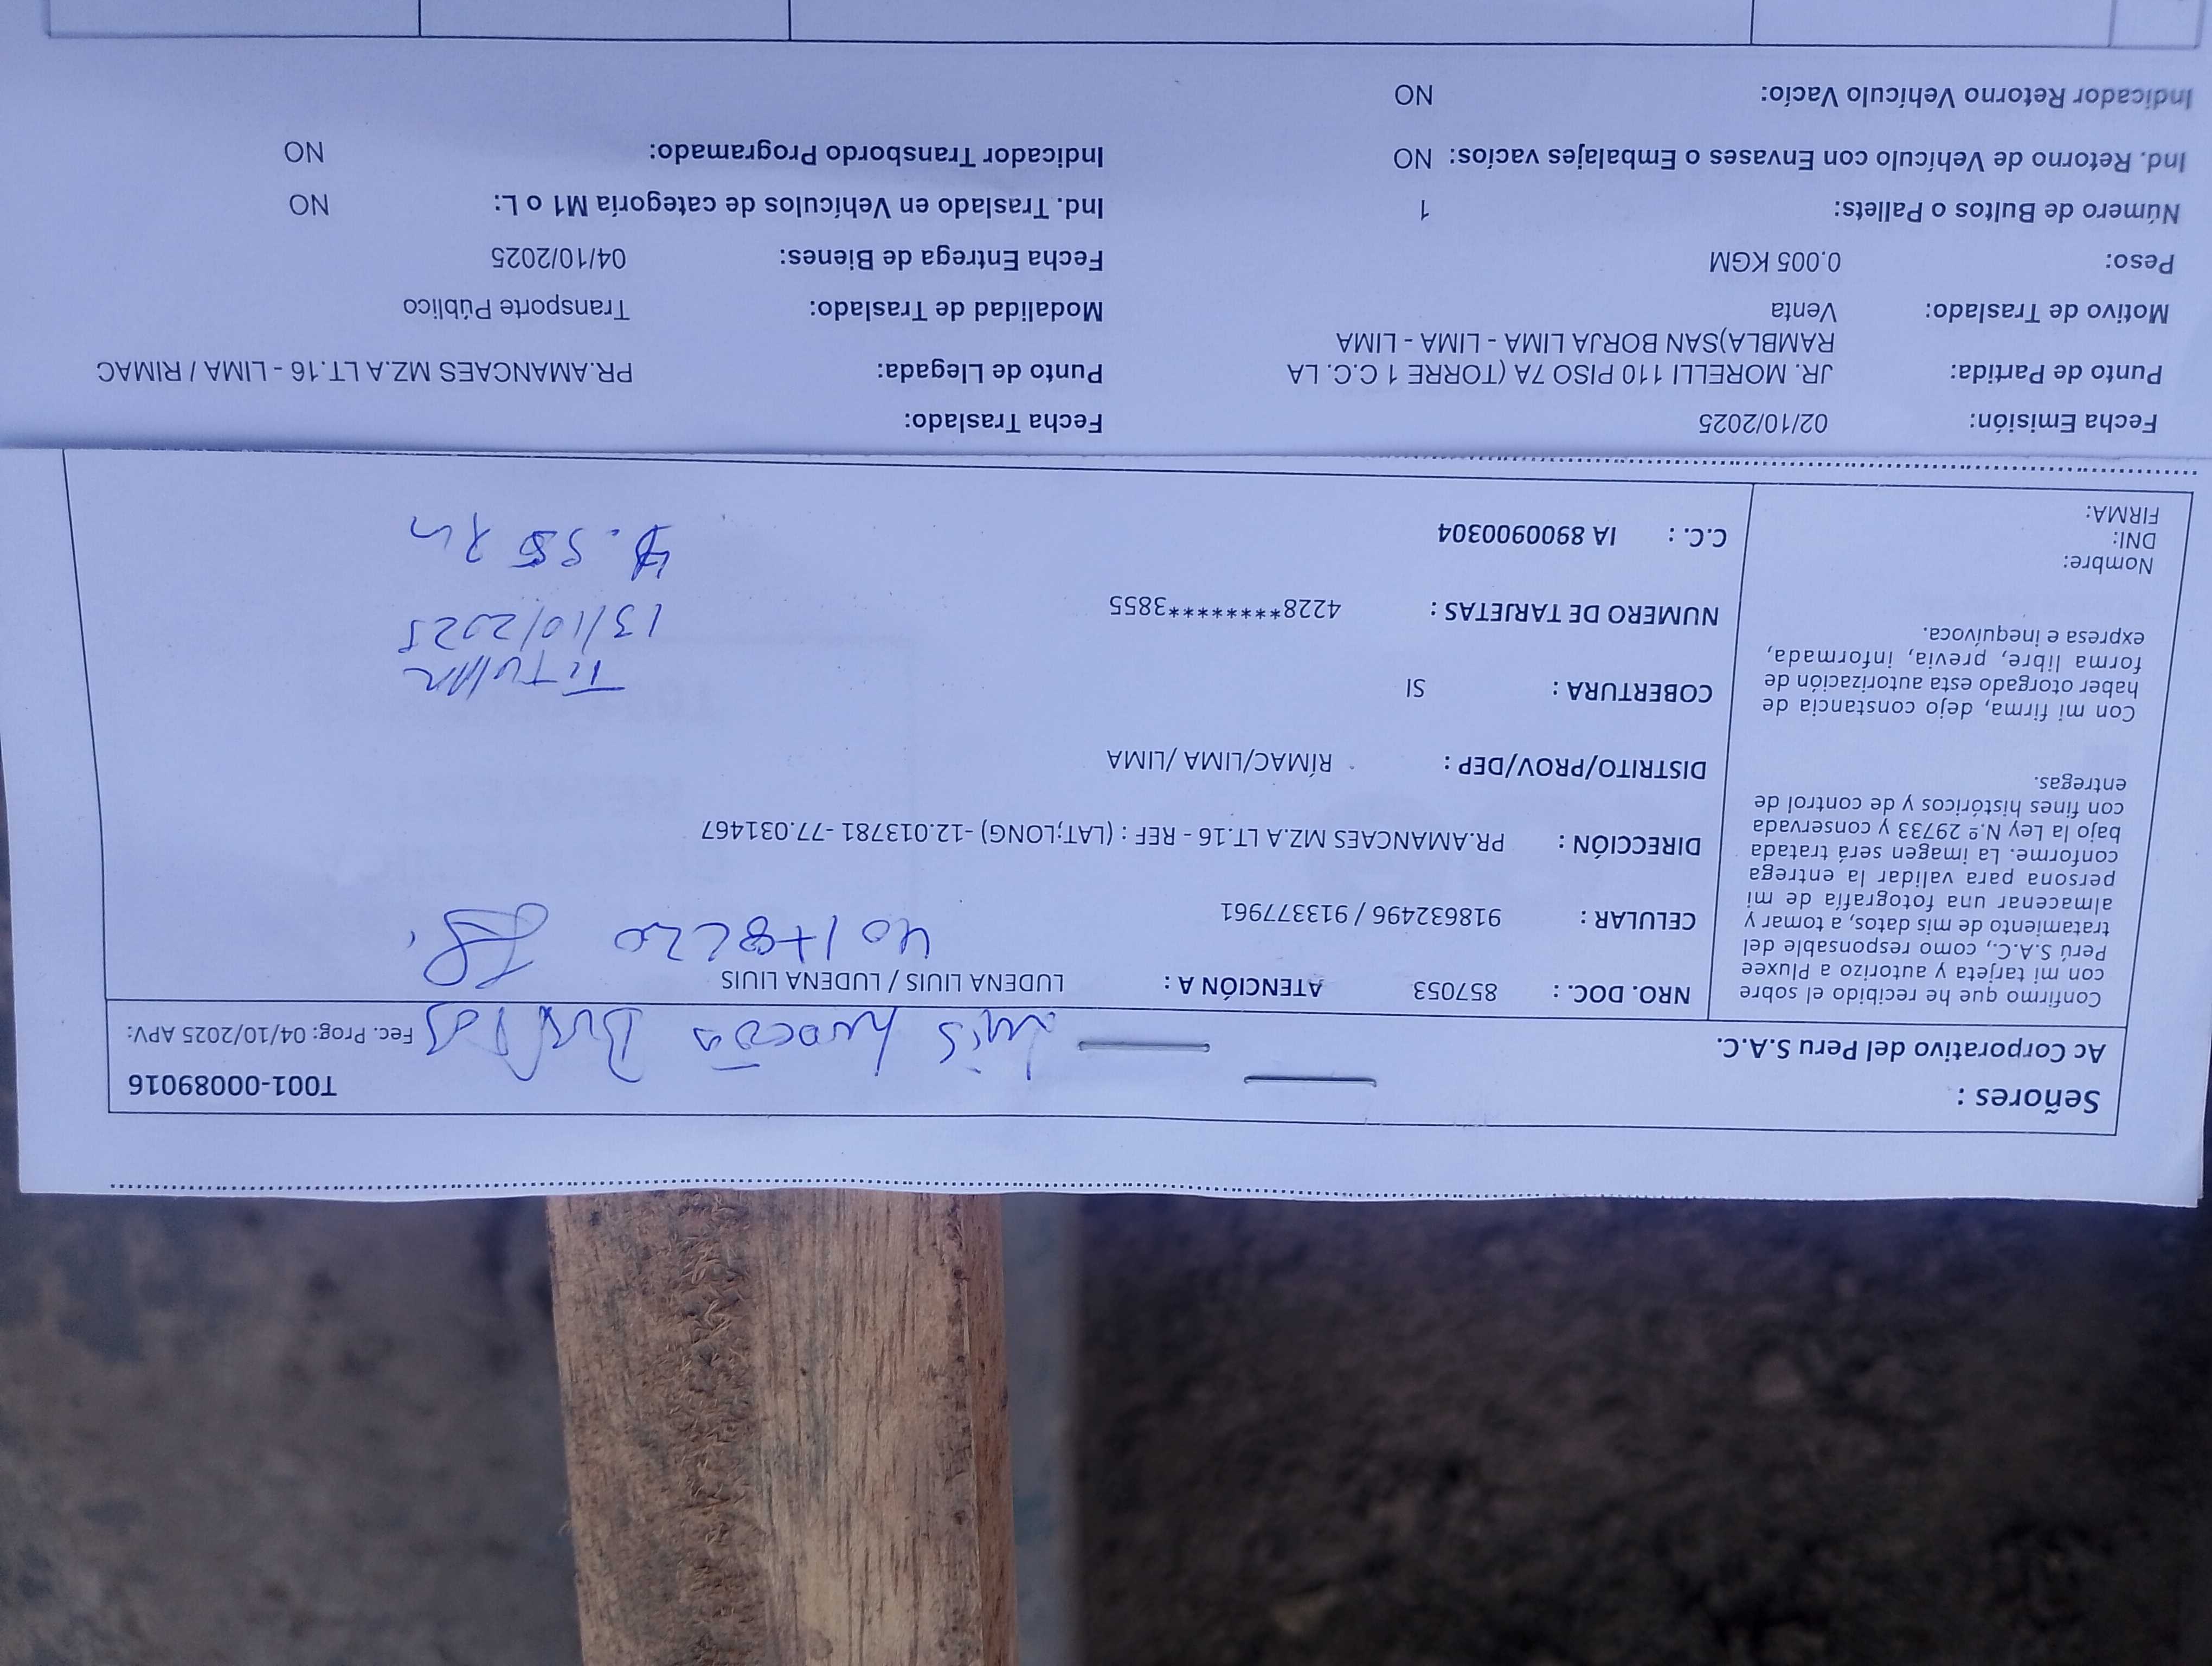 Señores :
Ac Corporativo del Peru S.A.C.
T001-00089016
Fec. Prog: 04/10/2025 APV:
Luis
Confirmo que he recibido el sobre
con mi tarjeta y autorizo a Pluxee
Perú S.A.C., como responsable del
tratamiento de mis datos, a tomar y
almacenar una fotografía de mi
persona para validar la entrega
conforme. La imagen será tratada
bajo la Ley N.º 29733 y conservada
con fines históricos y de control de
entregas.
Con mi firma, dejo constancia de
haber otorgado esta autorización de
forma libre, previa, informada,
expresa e inequívoca.
Nombre:
DNI:
FIRMA:
NRO. DOC. : 857053 ATENCIÓN A : LUDENA LIUIS / LUDENA LIUIS
CELULAR : 918632496 / 913377961
DIRECCIÓN : PR.AMANCAES MZ.A LT.16 - REF : (LAT;LONG) -12.013781 -77.031467
DISTRITO/PROV/DEP : RÍMAC/LIMA /LIMA
COBERTURA : SI
Titular
NUMERO DE TARJETAS : 4228*********3855
13/10/2025
C.C. : IA 8900900304
Fecha Emisión: 02/10/2025 Fecha Traslado:
Punto de Partida: JR. MORELLI 110 PISO 7A (TORRE 1 C.C. LA
RAMBLA)SAN BORJA LIMA - LIMA - LIMA
Punto de Llegada: PR.AMANCAES MZ.A LT.16 - LIMA / RIMAC
Motivo de Traslado: Venta Modalidad de Traslado: Transporte Público
Peso: 0.005 KGM Fecha Entrega de Bienes: 04/10/2025
Número de Bultos o Pallets: 1 Ind. Traslado en Vehículos de categoría M1 o L: NO
Ind. Retorno de Vehículo con Envases o Embalajes vacíos: NO Indicador Transbordo Programado: NO
Indicador Retorno Vehículo Vacío: NO